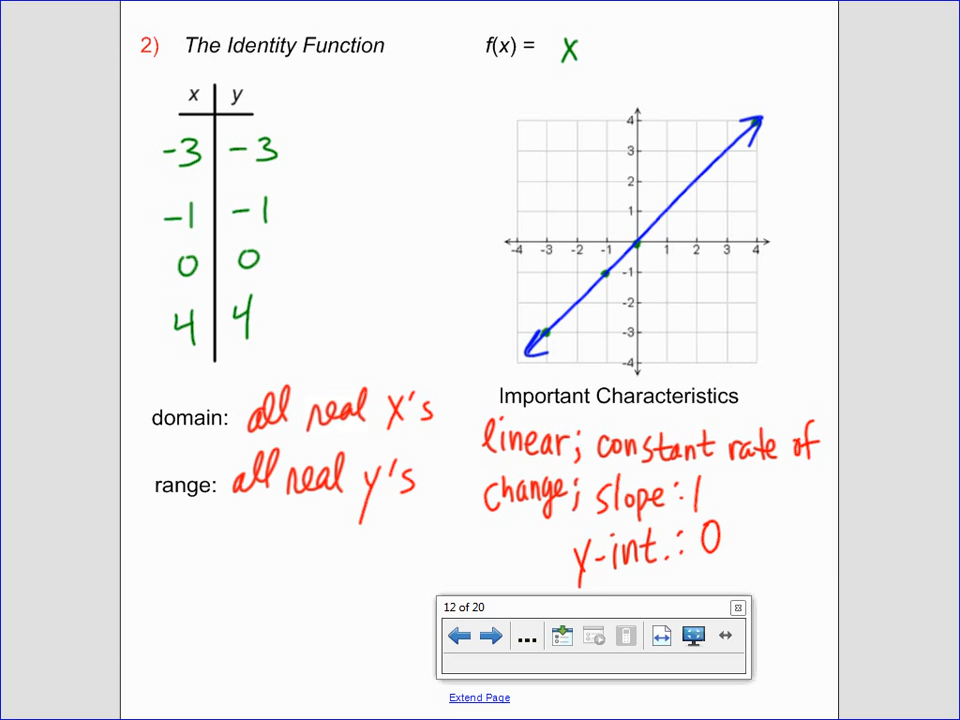 2) The Identity Function f(x) = x
x y
-3 -3
-1 -1
0 0
4 4
4
3
2
1
-4 -3 -2 -1 1 2 3 4
-1
-2
-3
-4
domain: all real x's
range: all real y's
Important Characteristics
linear; constant rate of
change; slope: 1
y-int.: 0
12 of 20
...
Extend Page